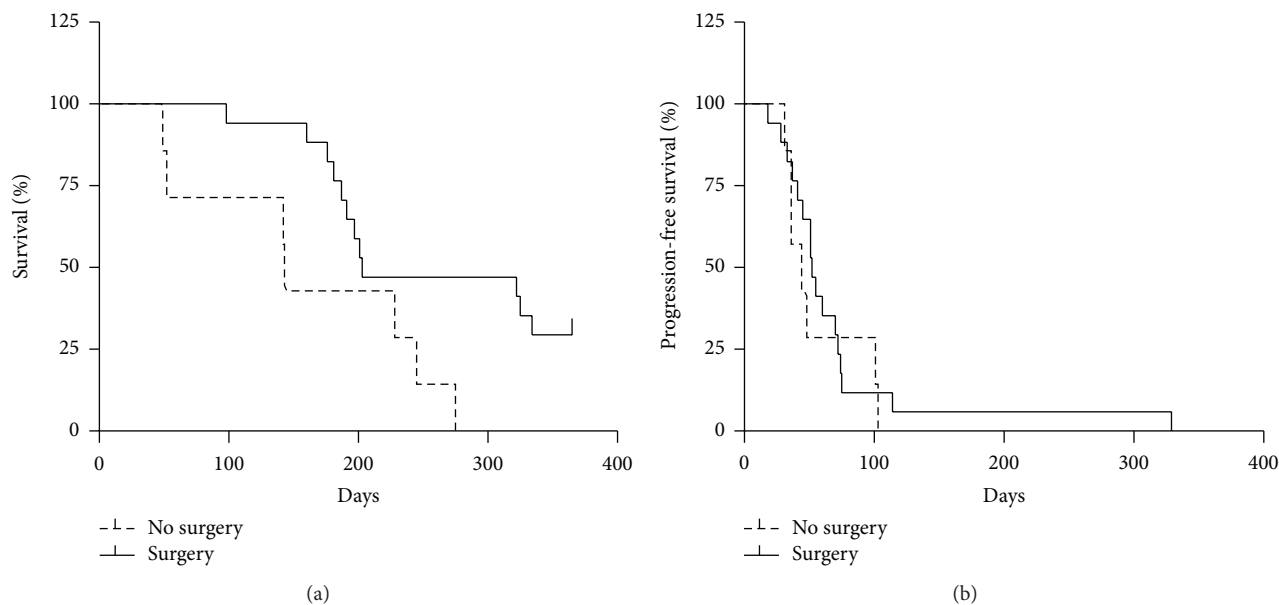 Survival (%)
125
100
75
50
25
0
0 100 200 300 400
Days
No surgery
Surgery
(a)
Progression-free survival (%)
125
100
75
50
25
0
0 100 200 300 400
Days
No surgery
Surgery
(b)